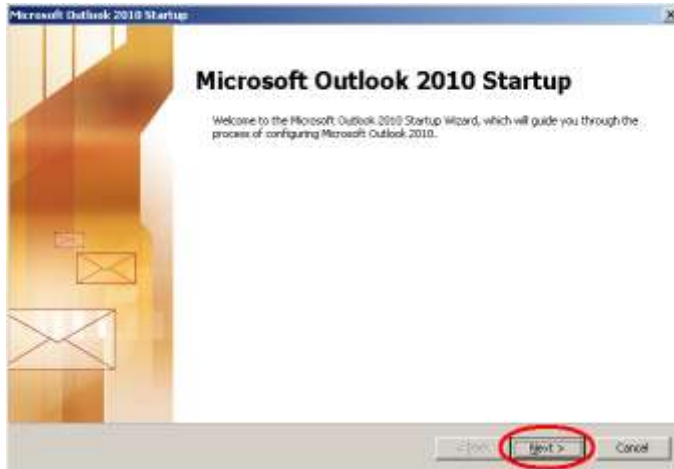 Microsoft Outlook 2010 Startup
Microsoft Outlook 2010 Startup
Welcome to the Microsoft Outlook 2010 Startup Wizard, which will guide you through the
process of configuring Microsoft Outlook 2010.
< Back Next > Cancel